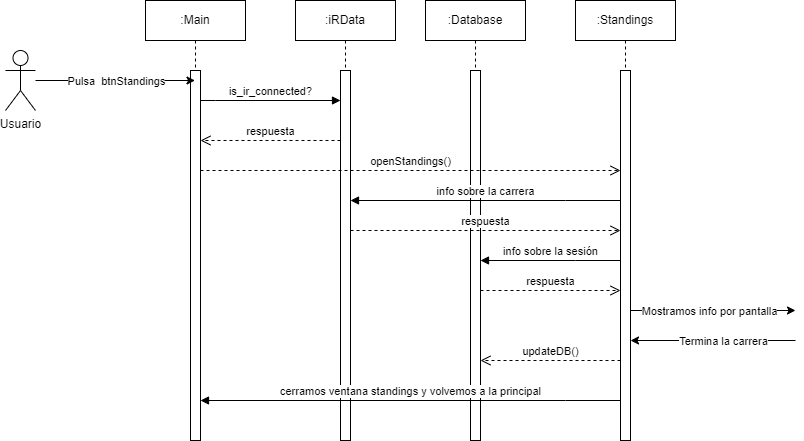 :Main
:iRData
:Database
:Standings
Pulsa btnStandings
Usuario
is_ir_connected?
respuesta
openStandings()
info sobre la carrera
respuesta
info sobre la sesión
respuesta
Mostramos info por pantalla
Termina la carrera
updateDB()
cerramos ventana standings y volvemos a la principal